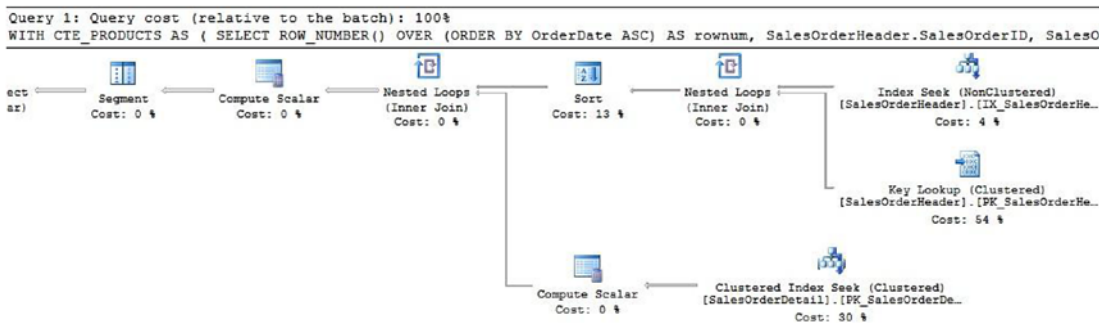 Query 1: Query cost (relative to the batch): 100%
WITH CTE_PRODUCTS AS ( SELECT ROW_NUMBER() OVER (ORDER BY OrderDate ASC) AS rownum, SalesOrderHeader.SalesOrderID, SalesO
ect
ar)
Segment
Cost: 0 %
Compute Scalar
Cost: 0 %
Nested Loops
(Inner Join)
Cost: 0 %
Sort
Cost: 13 %
Nested Loops
(Inner Join)
Cost: 0 %
Index Seek (NonClustered)
[SalesOrderHeader].[IX_SalesOrderHe…
Cost: 4 %
Key Lookup (Clustered)
[SalesOrderHeader].[PK_SalesOrderHe…
Cost: 54 %
Compute Scalar
Cost: 0 %
Clustered Index Seek (Clustered)
[SalesOrderDetail].[PK_SalesOrderDe…
Cost: 30 %